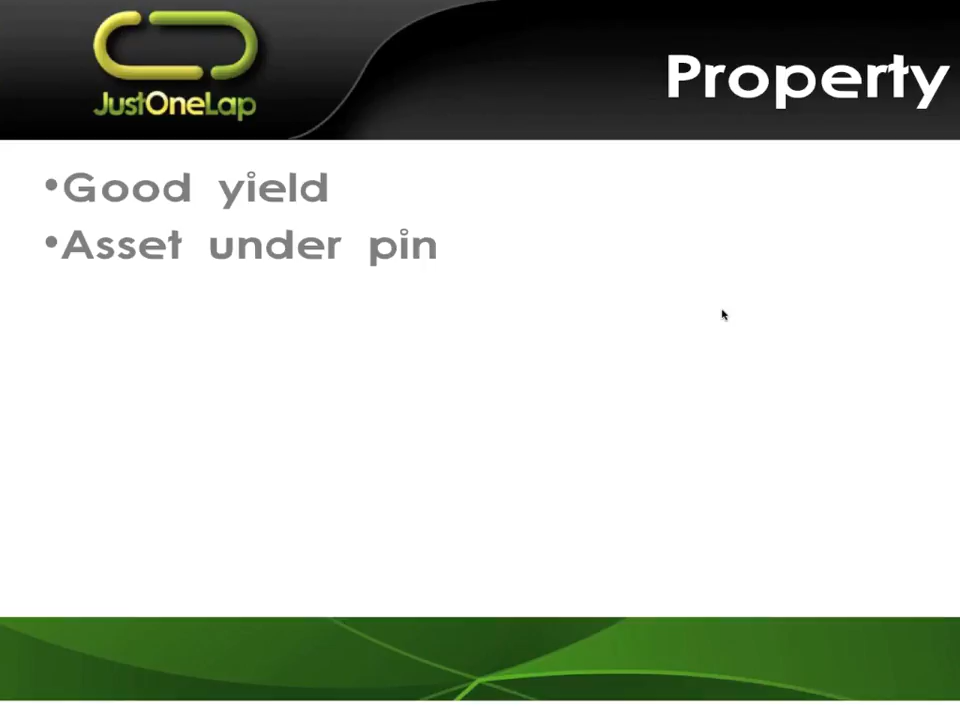 JustOneLap
Property
•Good yield
•Asset under pin